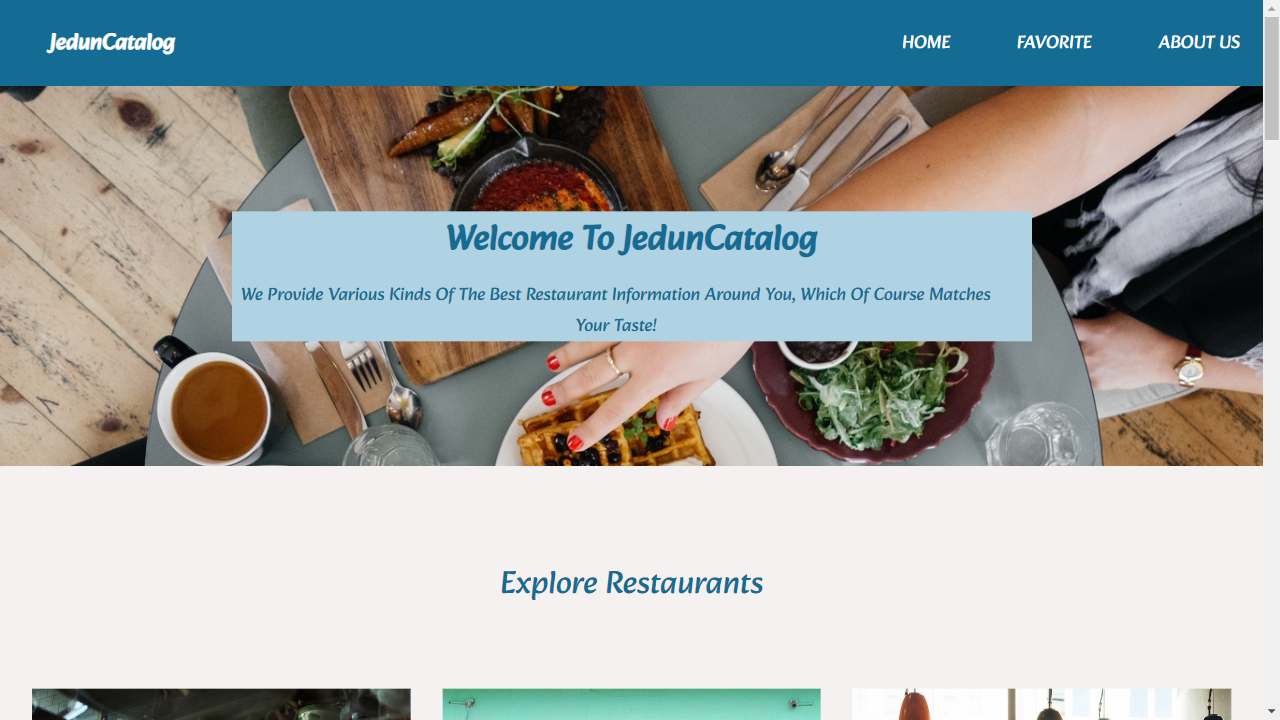 JedunCatalog
HOME
FAVORITE
ABOUT US
Welcome To JedunCatalog
We Provide Various Kinds Of The Best Restaurant Information Around You, Which Of Course Matches
Your Taste!
Explore Restaurants